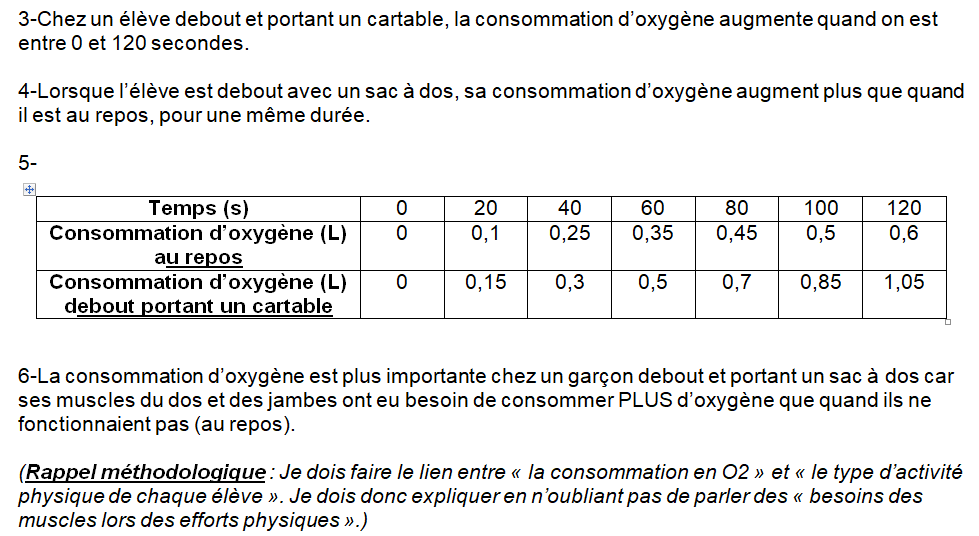 3-Chez un élève debout et portant un cartable, la consommation d’oxygène augmente quand on est
entre 0 et 120 secondes.
4-Lorsque l’élève est debout avec un sac à dos, sa consommation d’oxygène augment plus que quand
il est au repos, pour une même durée.
5-
Temps (s) 0 20 40 60 80 100 120
Consommation d’oxygène (L) 0 0,1 0,25 0,35 0,45 0,5 0,6
au repos
Consommation d’oxygène (L) 0 0,15 0,3 0,5 0,7 0,85 1,05
debout portant un cartable
6-La consommation d’oxygène est plus importante chez un garçon debout et portant un sac à dos car
ses muscles du dos et des jambes ont eu besoin de consommer PLUS d’oxygène que quand ils ne
fonctionnaient pas (au repos).
(Rappel méthodologique : Je dois faire le lien entre « la consommation en O2 » et « le type d’activité
physique de chaque élève ». Je dois donc expliquer en n’oubliant pas de parler des « besoins des
muscles lors des efforts physiques ».)